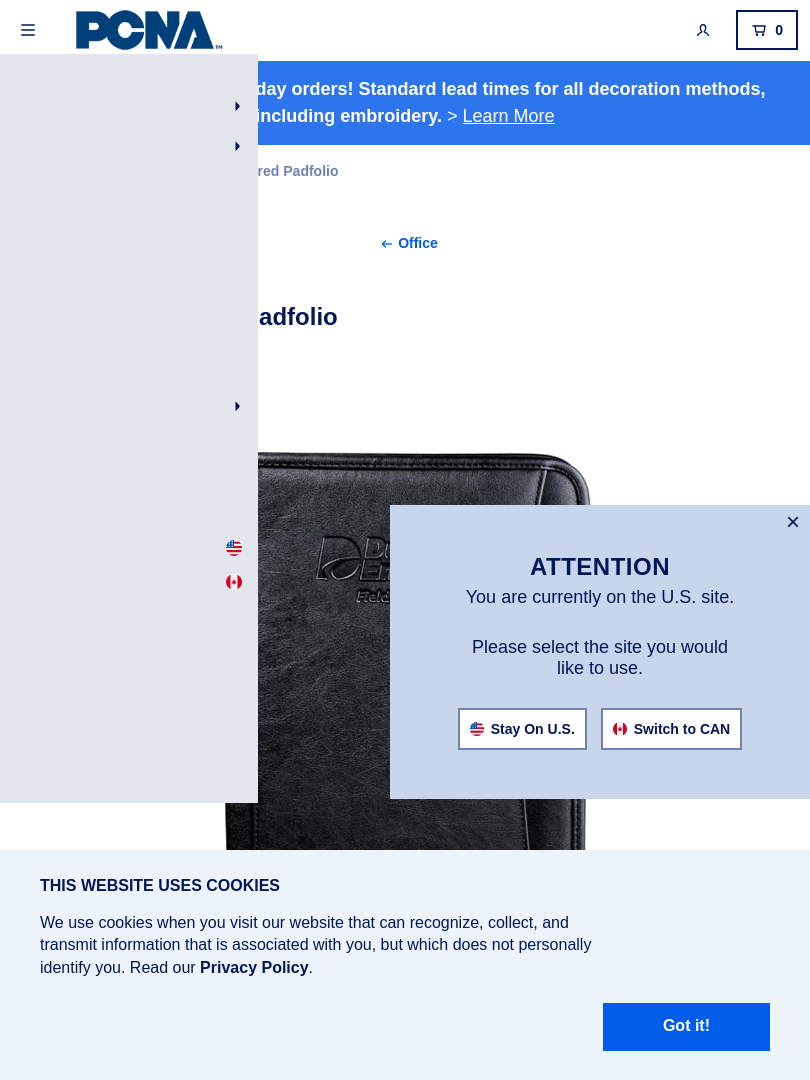 PCNA™
0
day orders! Standard lead times for all decoration methods,
including embroidery. > Learn More
red Padfolio
← Office
adfolio
Field
×
ATTENTION
You are currently on the U.S. site.
Please select the site you would
like to use.
Stay On U.S.
Switch to CAN
THIS WEBSITE USES COOKIES
We use cookies when you visit our website that can recognize, collect, and
transmit information that is associated with you, but which does not personally
identify you. Read our Privacy Policy.
Got it!